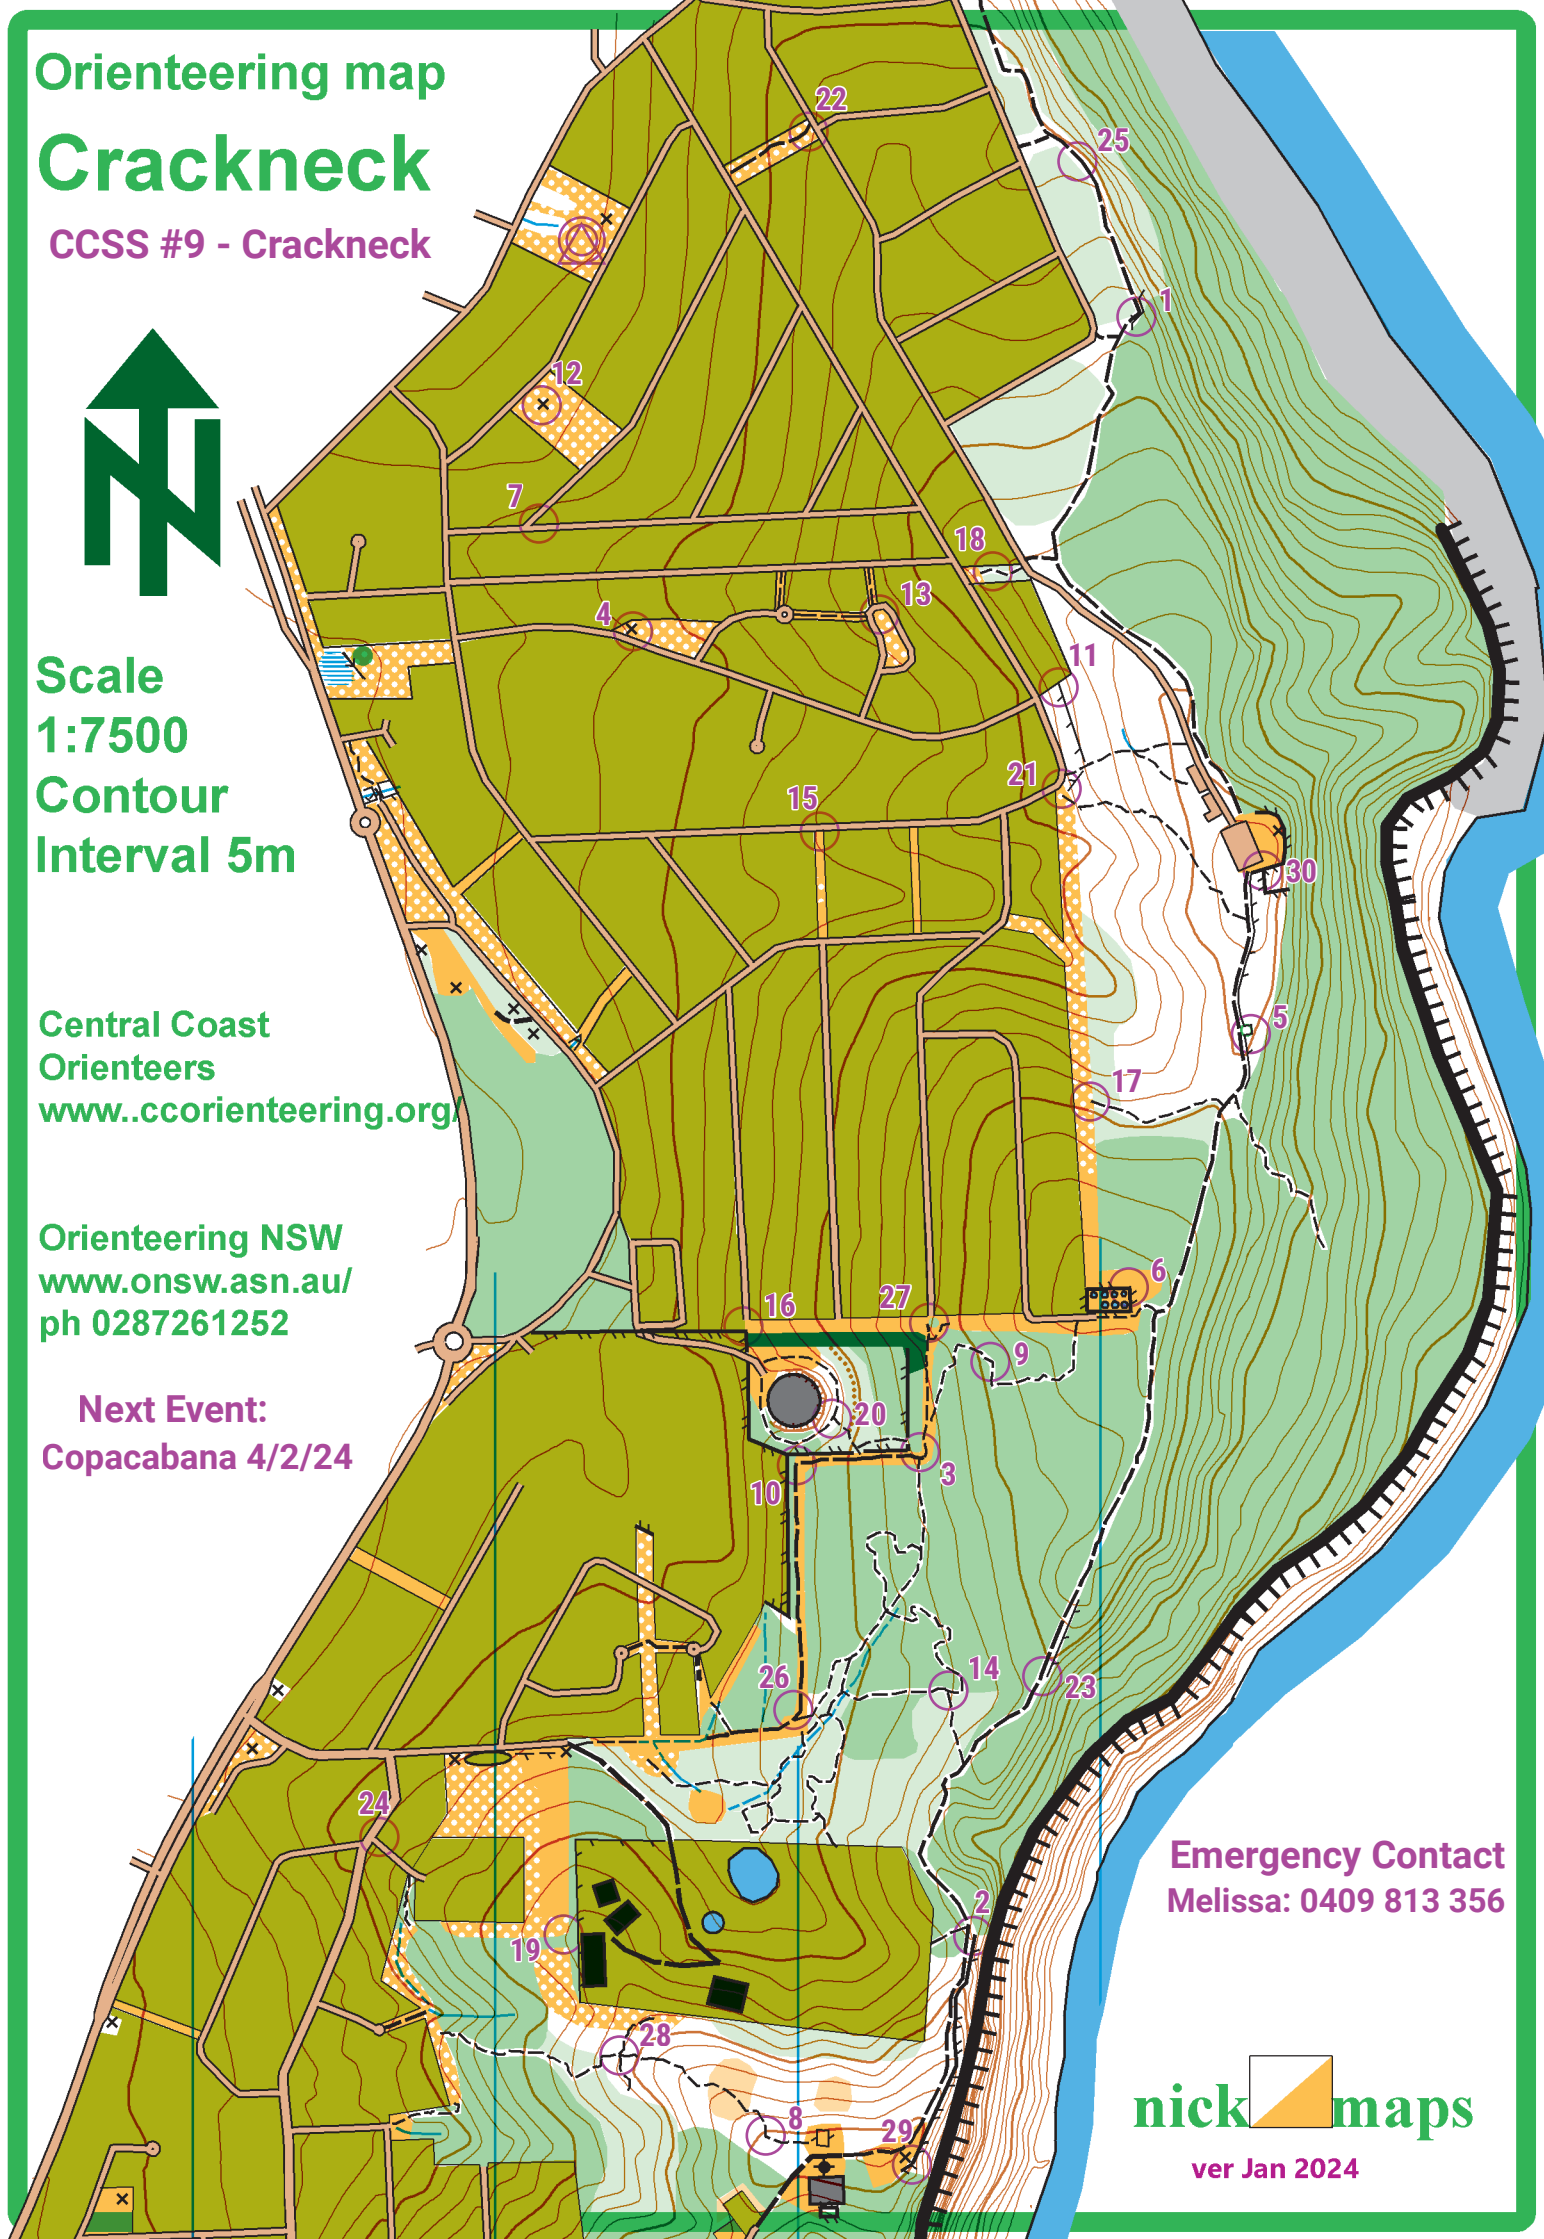 Orienteering map
Crackneck
CCSS #9 - Crackneck
Scale
1:7500
Contour
Interval 5m
Central Coast
Orienteers
www..ccorienteering.org/
Orienteering NSW
www.onsw.asn.au/
ph 0287261252
Next Event:
Copacabana 4/2/24
22
25
1
12
7
18
13
4
11
21
15
30
5
17
6
16
27
9
20
3
10
14
26
23
24
2
19
28
8
29
Emergency Contact
Melissa: 0409 813 356
nick maps
ver Jan 2024